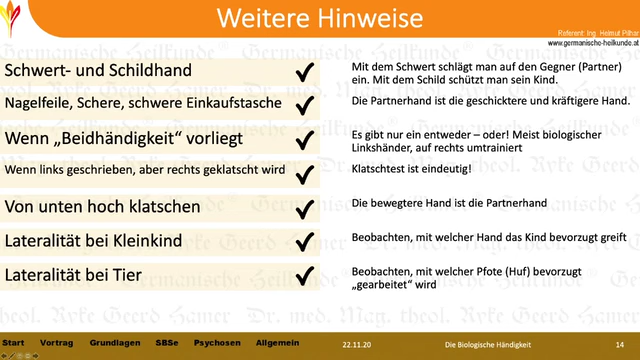 Weitere Hinweise
Referent: Ing. Helmut Pilhar
www.germanische-heilkunde.at
Schwert- und Schildhand ✓
Mit dem Schwert schlägt man auf den Gegner (Partner)
ein. Mit dem Schild schützt man sein Kind.
Nagelfeile, Schere, schwere Einkaufstasche ✓
Die Partnerhand ist die geschicktere und kräftigere Hand.
Wenn „Beidhändigkeit“ vorliegt ✓
Es gibt nur ein entweder – oder! Meist biologischer
Linkshänder, auf rechts umtrainiert
Wenn links geschrieben, aber rechts geklatscht wird ✓
Klatschtest ist eindeutig!
Von unten hoch klatschen ✓
Die bewegtere Hand ist die Partnerhand
Lateralität bei Kleinkind ✓
Beobachten, mit welcher Hand das Kind bevorzugt greift
Lateralität bei Tier ✓
Beobachten, mit welcher Pfote (Huf) bevorzugt
„gearbeitet“ wird
Start Vortrag Grundlagen SBSe Psychosen Allgemein
22.11.20 Die Biologische Händigkeit 14